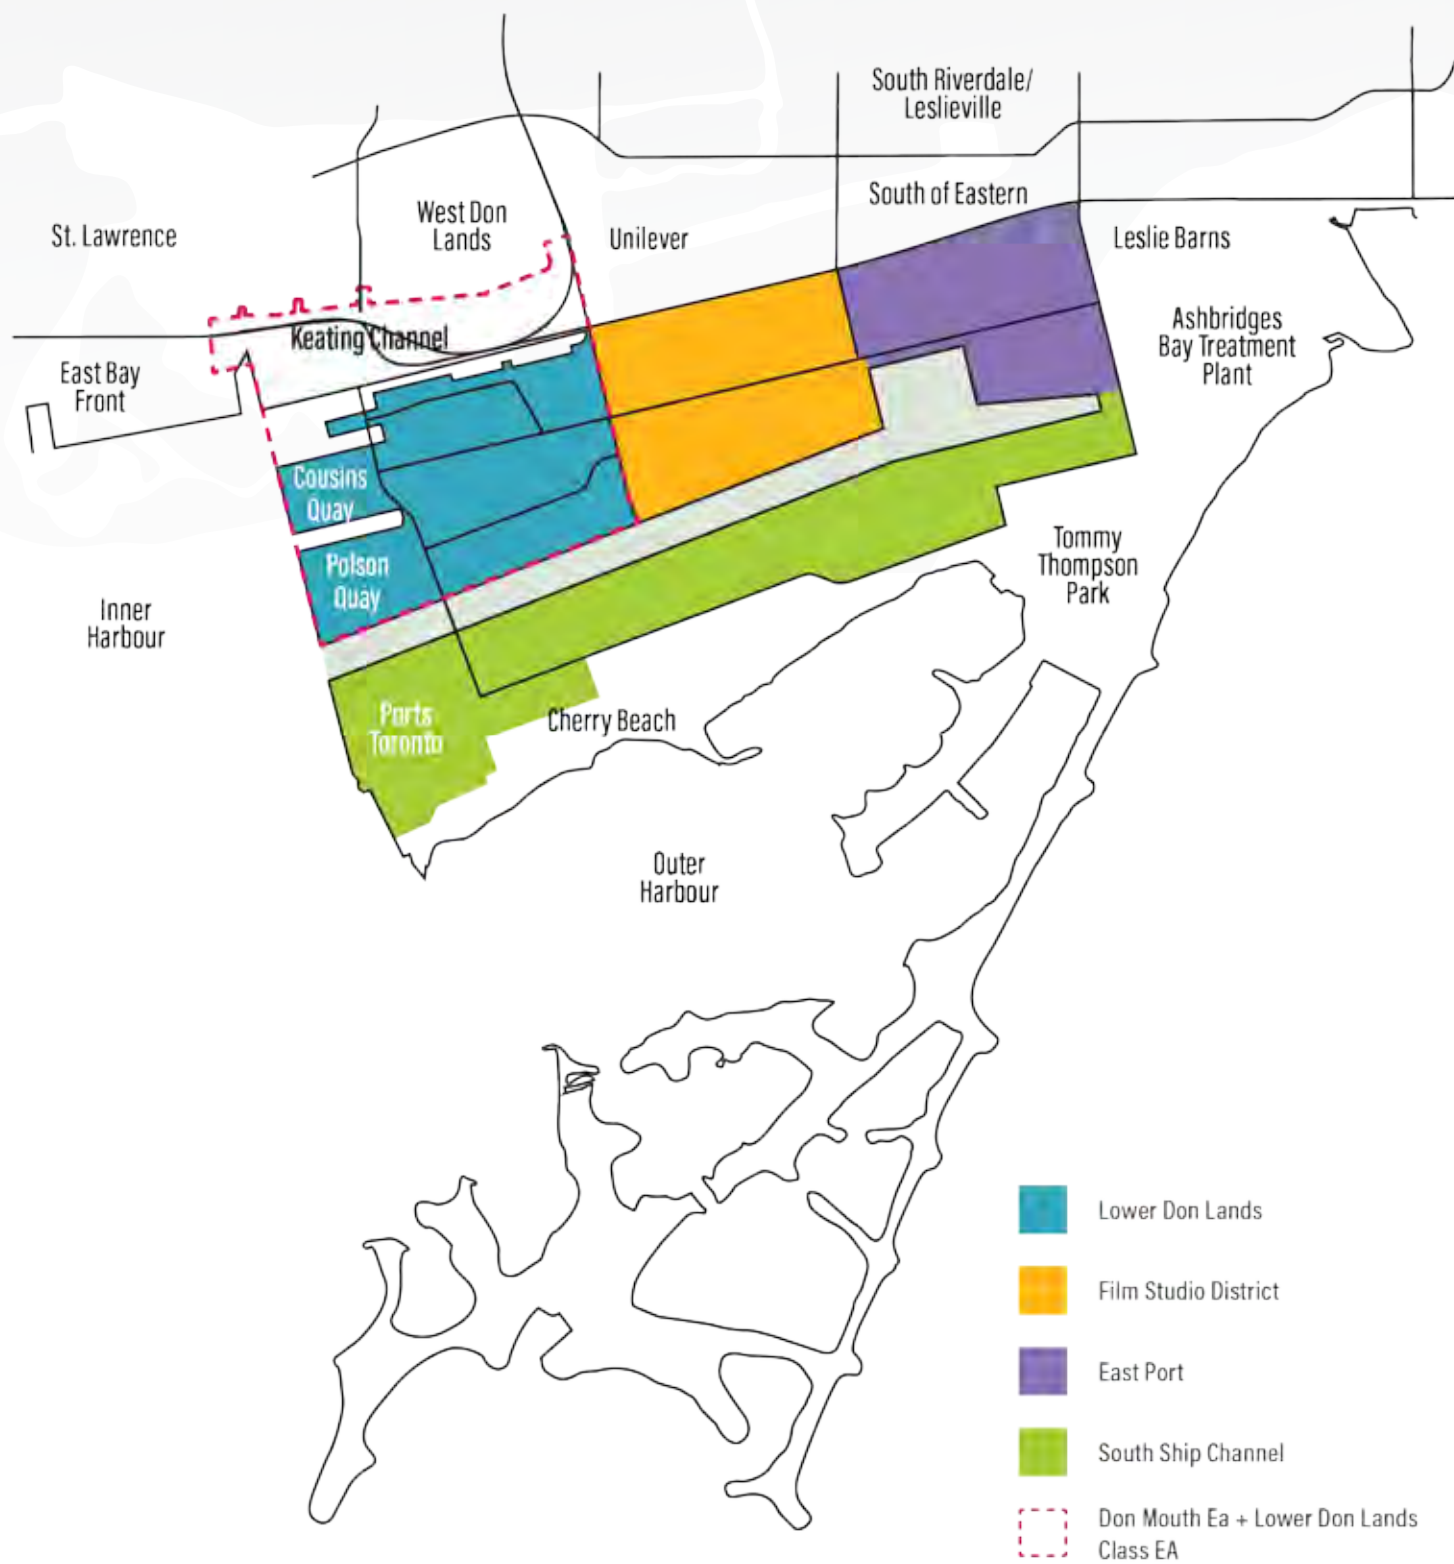 South Riverdale/
Leslieville
South of Eastern
West Don
Lands
St. Lawrence
Unilever
Leslie Barns
Keating Channel
Ashbridges
Bay Treatment
Plant
East Bay
Front
Cousins
Quay
Polson
Quay
Tommy
Thompson
Park
Inner
Harbour
Ports
Toronto
Cherry Beach
Outer
Harbour
Lower Don Lands
Film Studio District
East Port
South Ship Channel
Don Mouth Ea + Lower Don Lands
Class EA